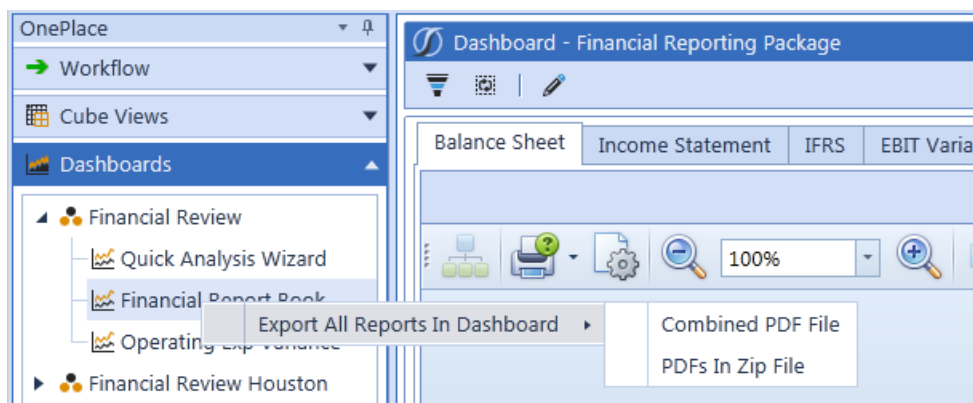 OnePlace
Workflow
Cube Views
Dashboards
Financial Review
Quick Analysis Wizard
Financial Report Book
Operating Exp Variance
Financial Review Houston
Export All Reports In Dashboard
Combined PDF File
PDFs In Zip File
Dashboard - Financial Reporting Package
Balance Sheet
Income Statement
IFRS
EBIT Varia
100%